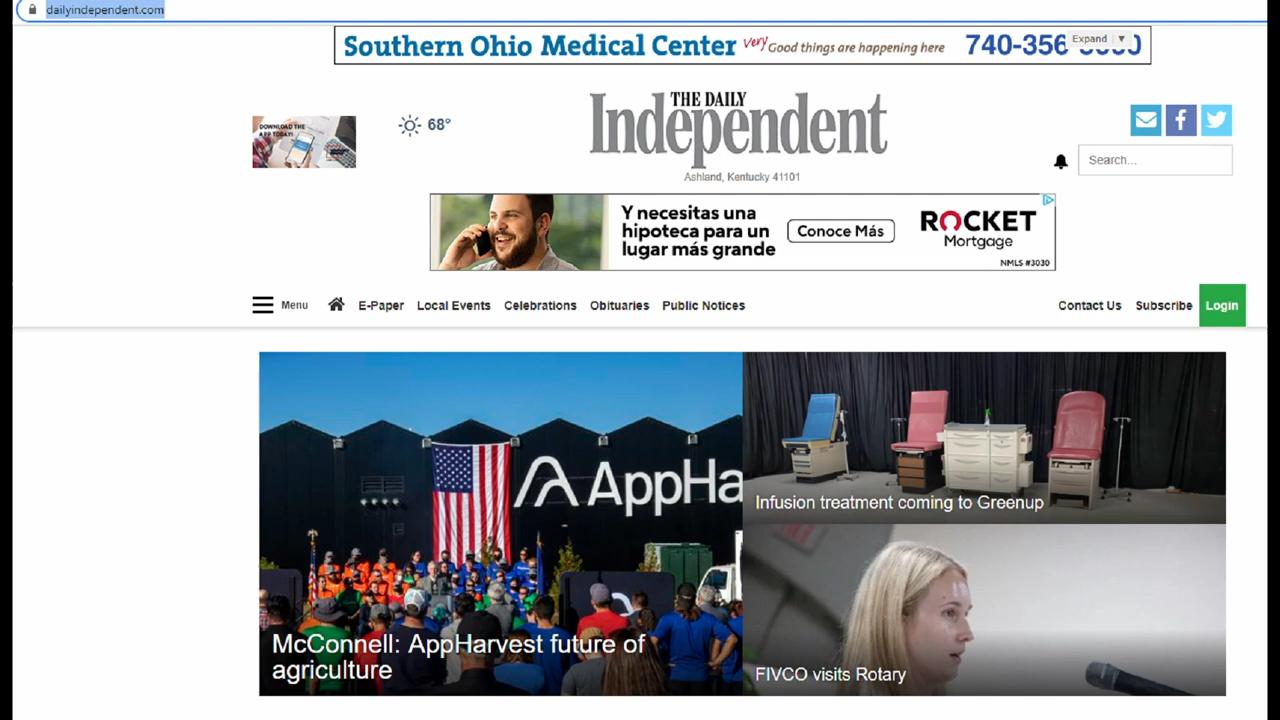 dailyindependent.com
Southern Ohio Medical Center very Good things are happening here 740-356
Expand ▼
DOWNLOAD THE
APP TODAY!
68°
THE DAILY
Independent
Ashland, Kentucky 41101
Search...
Y necesitas una
hipoteca para un
lugar más grande
Conoce Más
ROCKET
Mortgage
NMLS #3030
Menu E-Paper Local Events Celebrations Obituaries Public Notices Contact Us Subscribe Login
AppHa
McConnell: AppHarvest future of
agriculture
Infusion treatment coming to Greenup
FIVCO visits Rotary